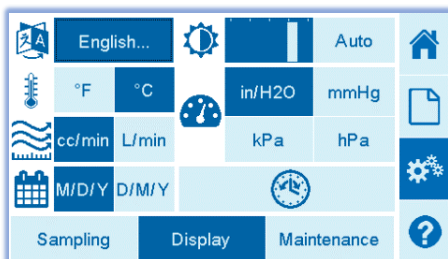 A English... Auto
°F °C in/H2O mmHg
cc/min L/min kPa hPa
M/D/Y D/M/Y
Sampling Display Maintenance ?